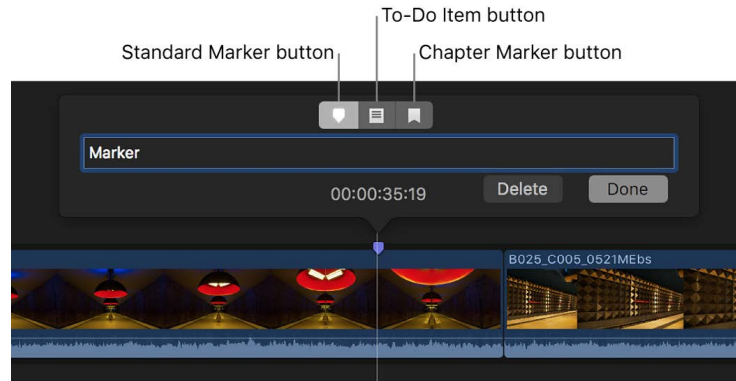 To-Do Item button
Standard Marker button
Chapter Marker button
Marker
00:00:35:19
Delete
Done
B025_C005_0521MEbs